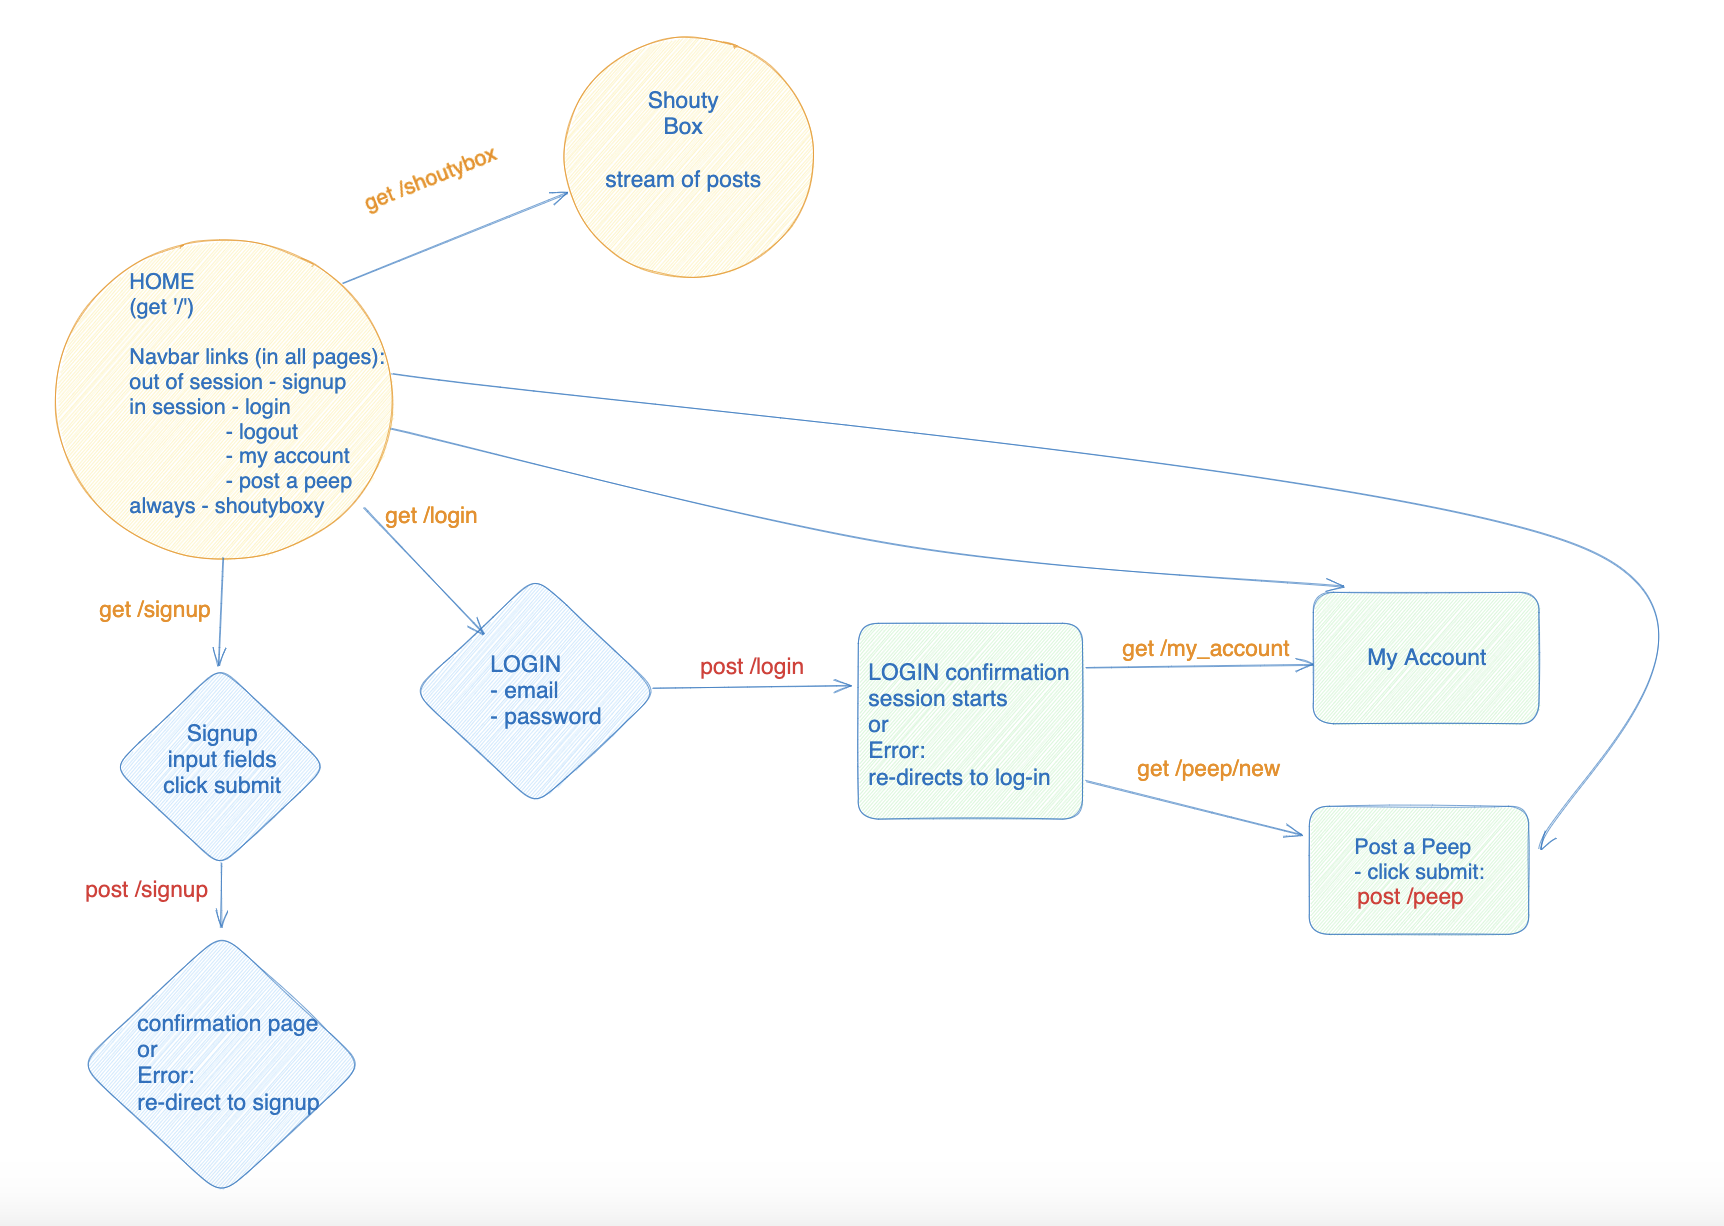 Shouty
Box
stream of posts
get /shoutybox
HOME
(get '/')
Navbar links (in all pages):
out of session - signup
in session - login
- logout
- my account
- post a peep
always - shoutyboxy
get /login
get /signup
LOGIN
- email
- password
post /login
LOGIN confirmation
session starts
or
Error:
re-directs to log-in
get /my_account
My Account
get /peep/new
Post a Peep
- click submit:
post /peep
Signup
input fields
click submit
post /signup
confirmation page
or
Error:
re-direct to signup